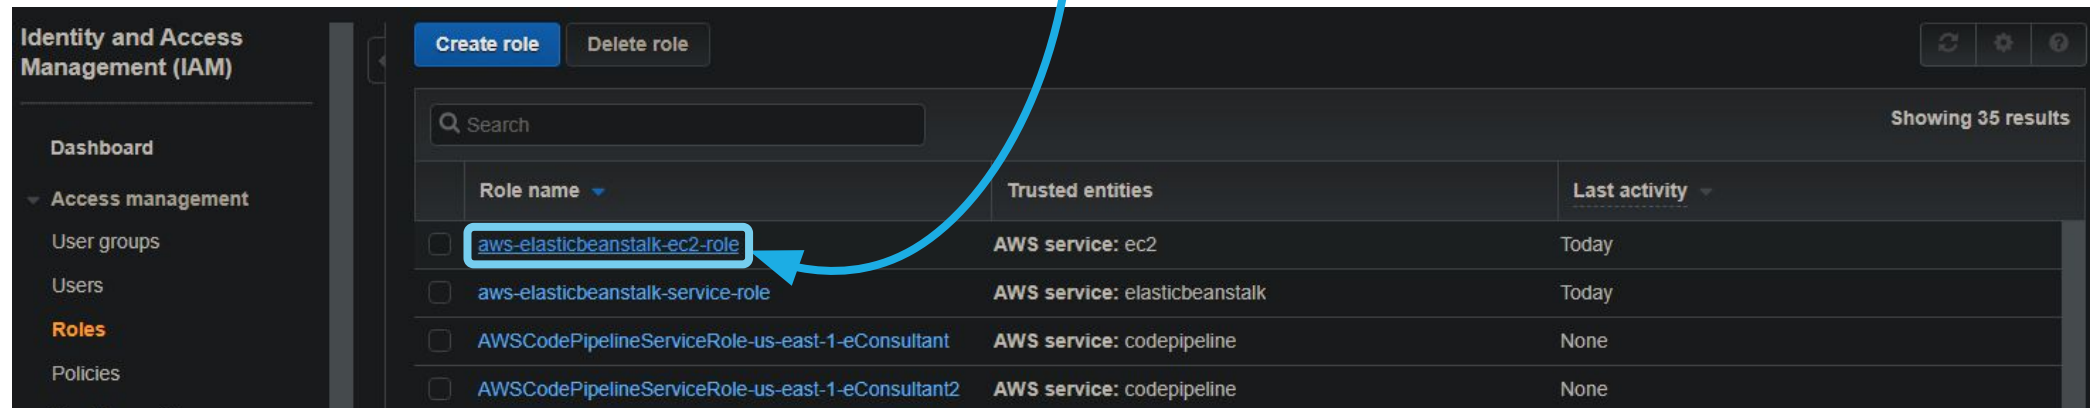 Identity and Access
Management (IAM)
Dashboard
Access management
User groups
Users
Roles
Policies
Create role
Delete role
Search
Showing 35 results
Role name
Trusted entities
Last activity
aws-elasticbeanstalk-ec2-role
AWS service: ec2
Today
aws-elasticbeanstalk-service-role
AWS service: elasticbeanstalk
Today
AWSCodePipelineServiceRole-us-east-1-eConsultant
AWS service: codepipeline
None
AWSCodePipelineServiceRole-us-east-1-eConsultant2
AWS service: codepipeline
None